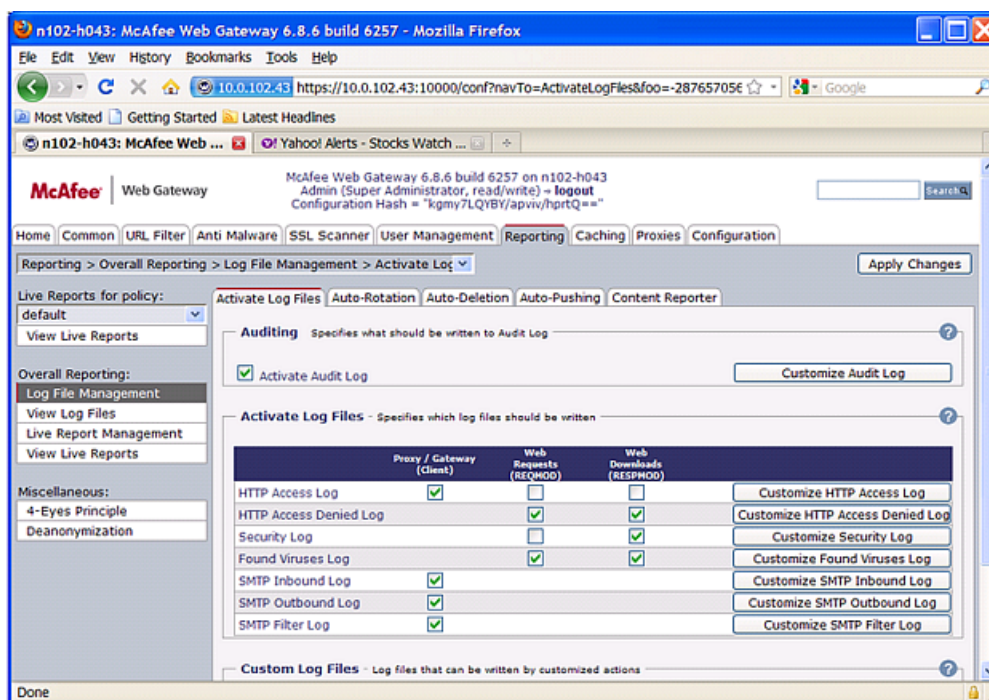 n102-h043: McAfee Web Gateway 6.8.6 build 6257 - Mozilla Firefox
File Edit View History Bookmarks Tools Help
10.0.102.43 https://10.0.102.43:10000/conf?navTo=ActivateLogFiles&foo=-28765705€ Google
Most Visited Getting Started Latest Headlines
n102-h043: McAfee Web ... Yahoo! Alerts - Stocks Watch ...
McAfee Web Gateway
McAfee Web Gateway 6.8.6 build 6257 on n102-h043
Admin (Super Administrator, read/write) → logout
Configuration Hash = "kgmy7LQYBY/apviv/hprtQ=="
Search
Home Common URL Filter Anti Malware SSL Scanner User Management Reporting Caching Proxies Configuration
Reporting > Overall Reporting > Log File Management > Activate Log
Apply Changes
Live Reports for policy:
default
View Live Reports
Overall Reporting:
Log File Management
View Log Files
Live Report Management
View Live Reports
Miscellaneous:
4-Eyes Principle
Deanonymization
Activate Log Files Auto-Rotation Auto-Deletion Auto-Pushing Content Reporter
Auditing Specifies what should be written to Audit Log
Activate Audit Log Customize Audit Log
Activate Log Files - Specifies which log files should be written
Proxy / Gateway (Client) Web Requests (REQMOD) Web Downloads (RESPMOD)
HTTP Access Log Customize HTTP Access Log
HTTP Access Denied Log Customize HTTP Access Denied Log
Security Log Customize Security Log
Found Viruses Log Customize Found Viruses Log
SMTP Inbound Log Customize SMTP Inbound Log
SMTP Outbound Log Customize SMTP Outbound Log
SMTP Filter Log Customize SMTP Filter Log
Custom Log Files - Log files that can be written by customized actions
Done